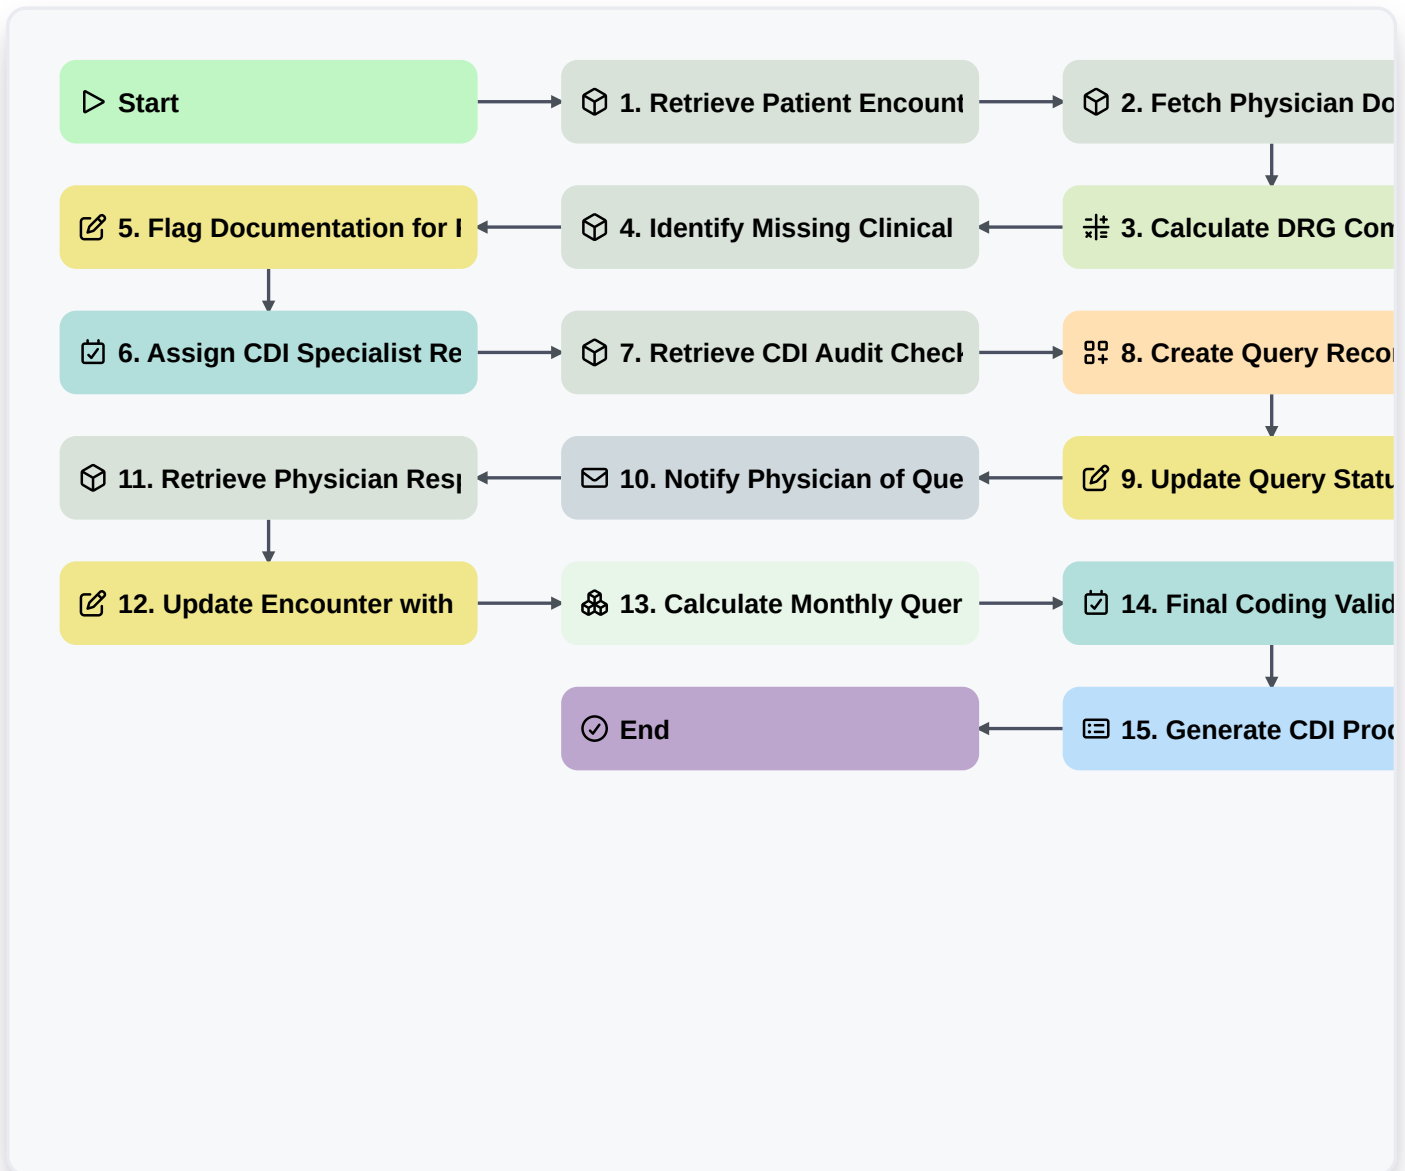 Start
1. Retrieve Patient Encount
2. Fetch Physician Do
5. Flag Documentation for
4. Identify Missing Clinical
3. Calculate DRG Com
6. Assign CDI Specialist Re
7. Retrieve CDI Audit Check
8. Create Query Recor
11. Retrieve Physician Resp
10. Notify Physician of Que
9. Update Query Statu
12. Update Encounter with
13. Calculate Monthly Quer
14. Final Coding Valid
End
15. Generate CDI Proc